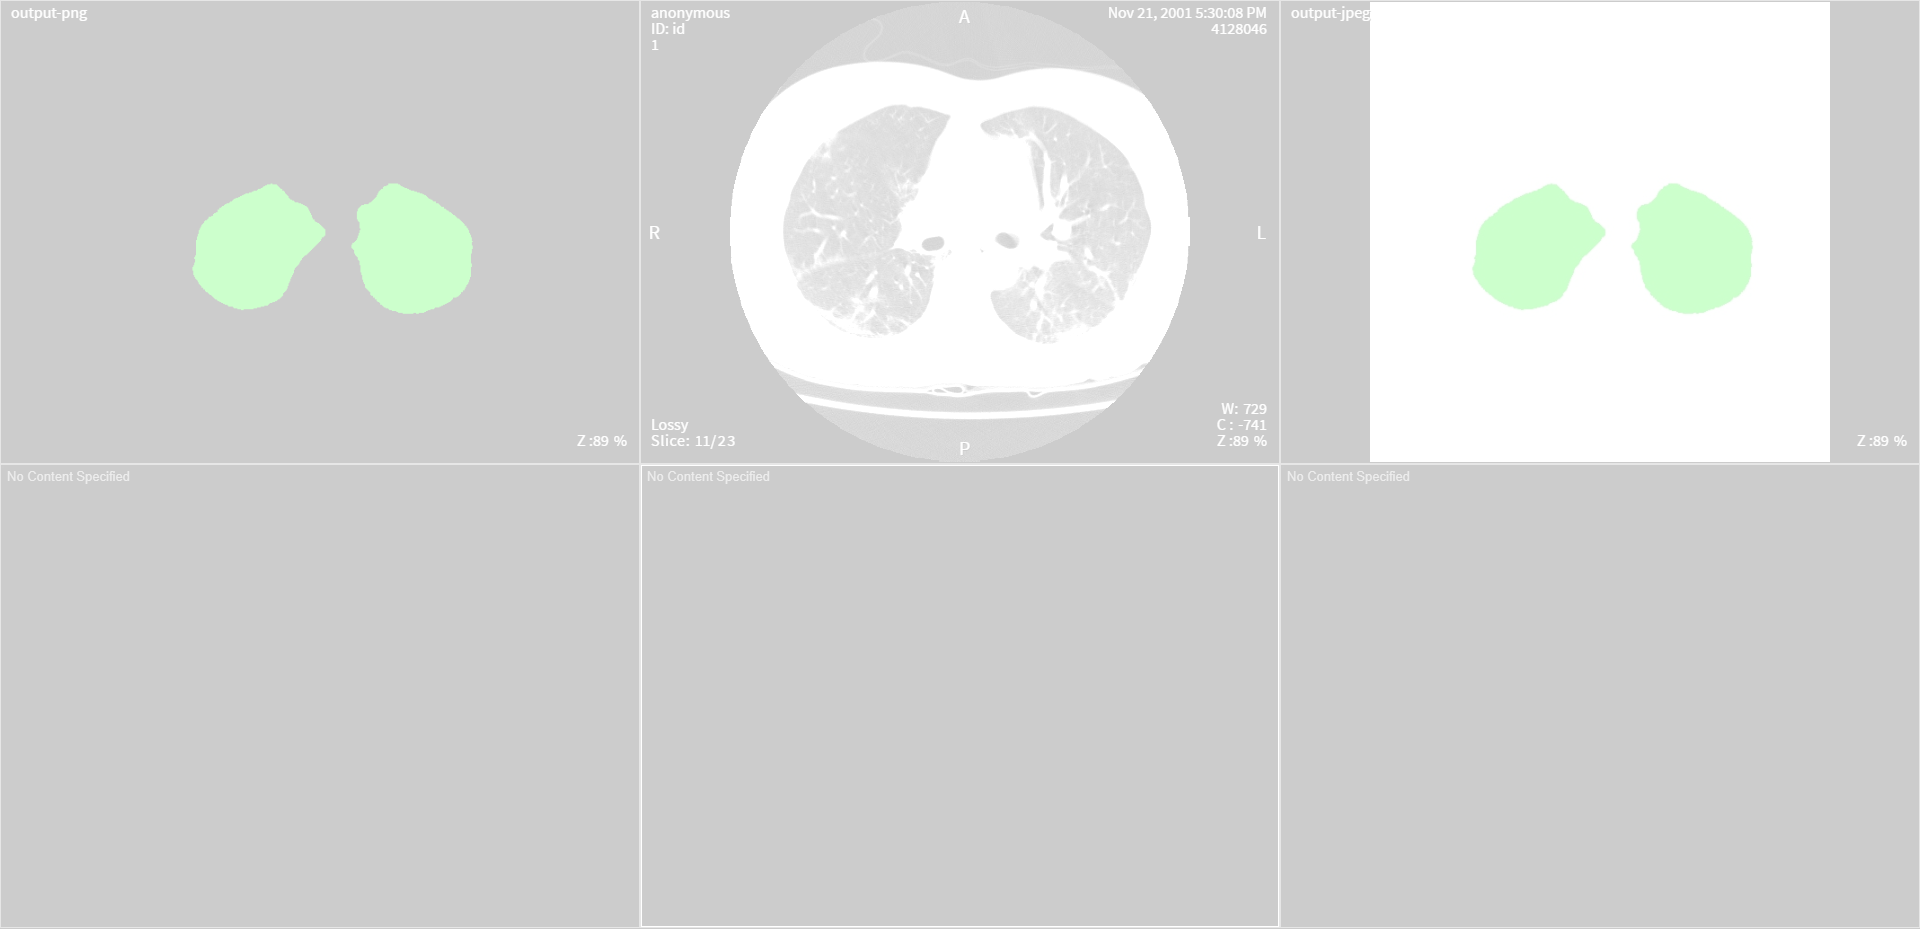 output-png
Z :89 %
anonymous
ID: id
1
A
Nov 21, 2001 5:30:08 PM
4128046
R
L
Lossy
Slice: 11/23
P
W: 729
C : -741
Z :89 %
output-jpeg
Z :89 %
No Content Specified
No Content Specified
No Content Specified